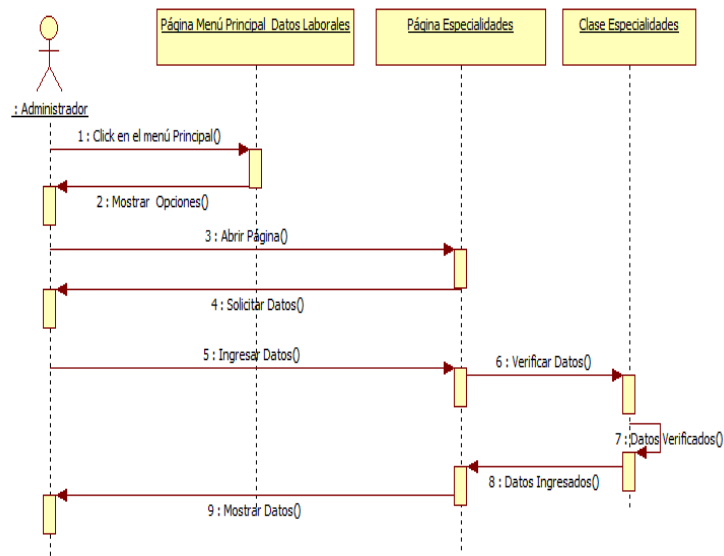 Página Menú Principal Datos Laborales
Página Especialidades
Clase Especialidades
: Administrador
1 : Click en el menú Principal()
2 : Mostrar Opciones()
3 : Abrir Página()
4 : Solicitar Datos()
5 : Ingresar Datos()
6 : Verificar Datos()
7 : Datos Verificados()
8 : Datos Ingresados()
9 : Mostrar Datos()